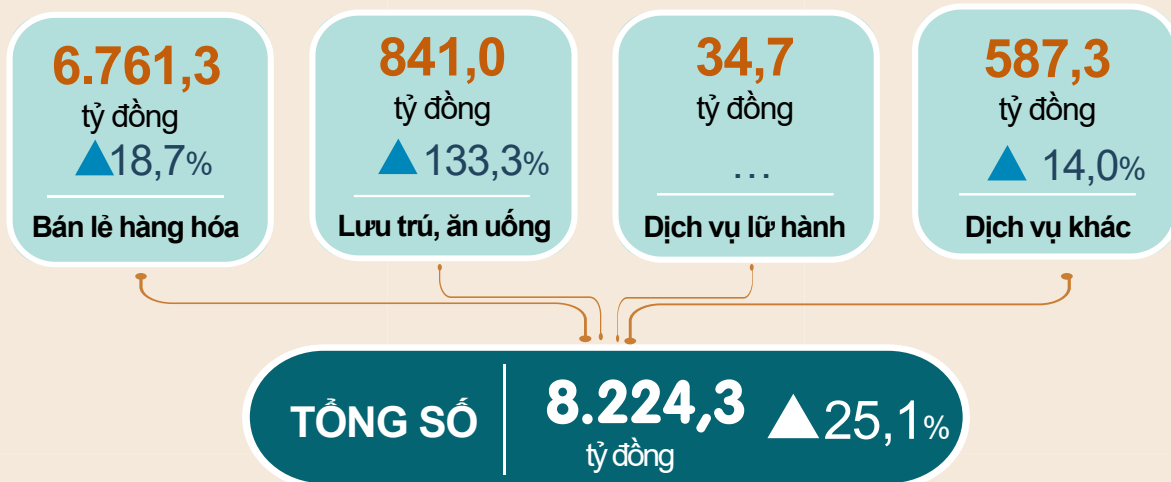 6.761,3
tỷ đồng
▲18,7%
Bán lẻ hàng hóa
841,0
tỷ đồng
▲ 133,3%
Lưu trú, ăn uống
34,7
tỷ đồng
...
Dịch vụ lữ hành
587,3
tỷ đồng
▲ 14,0%
Dịch vụ khác
TỔNG SỐ
8.224,3
tỷ đồng
▲25,1%